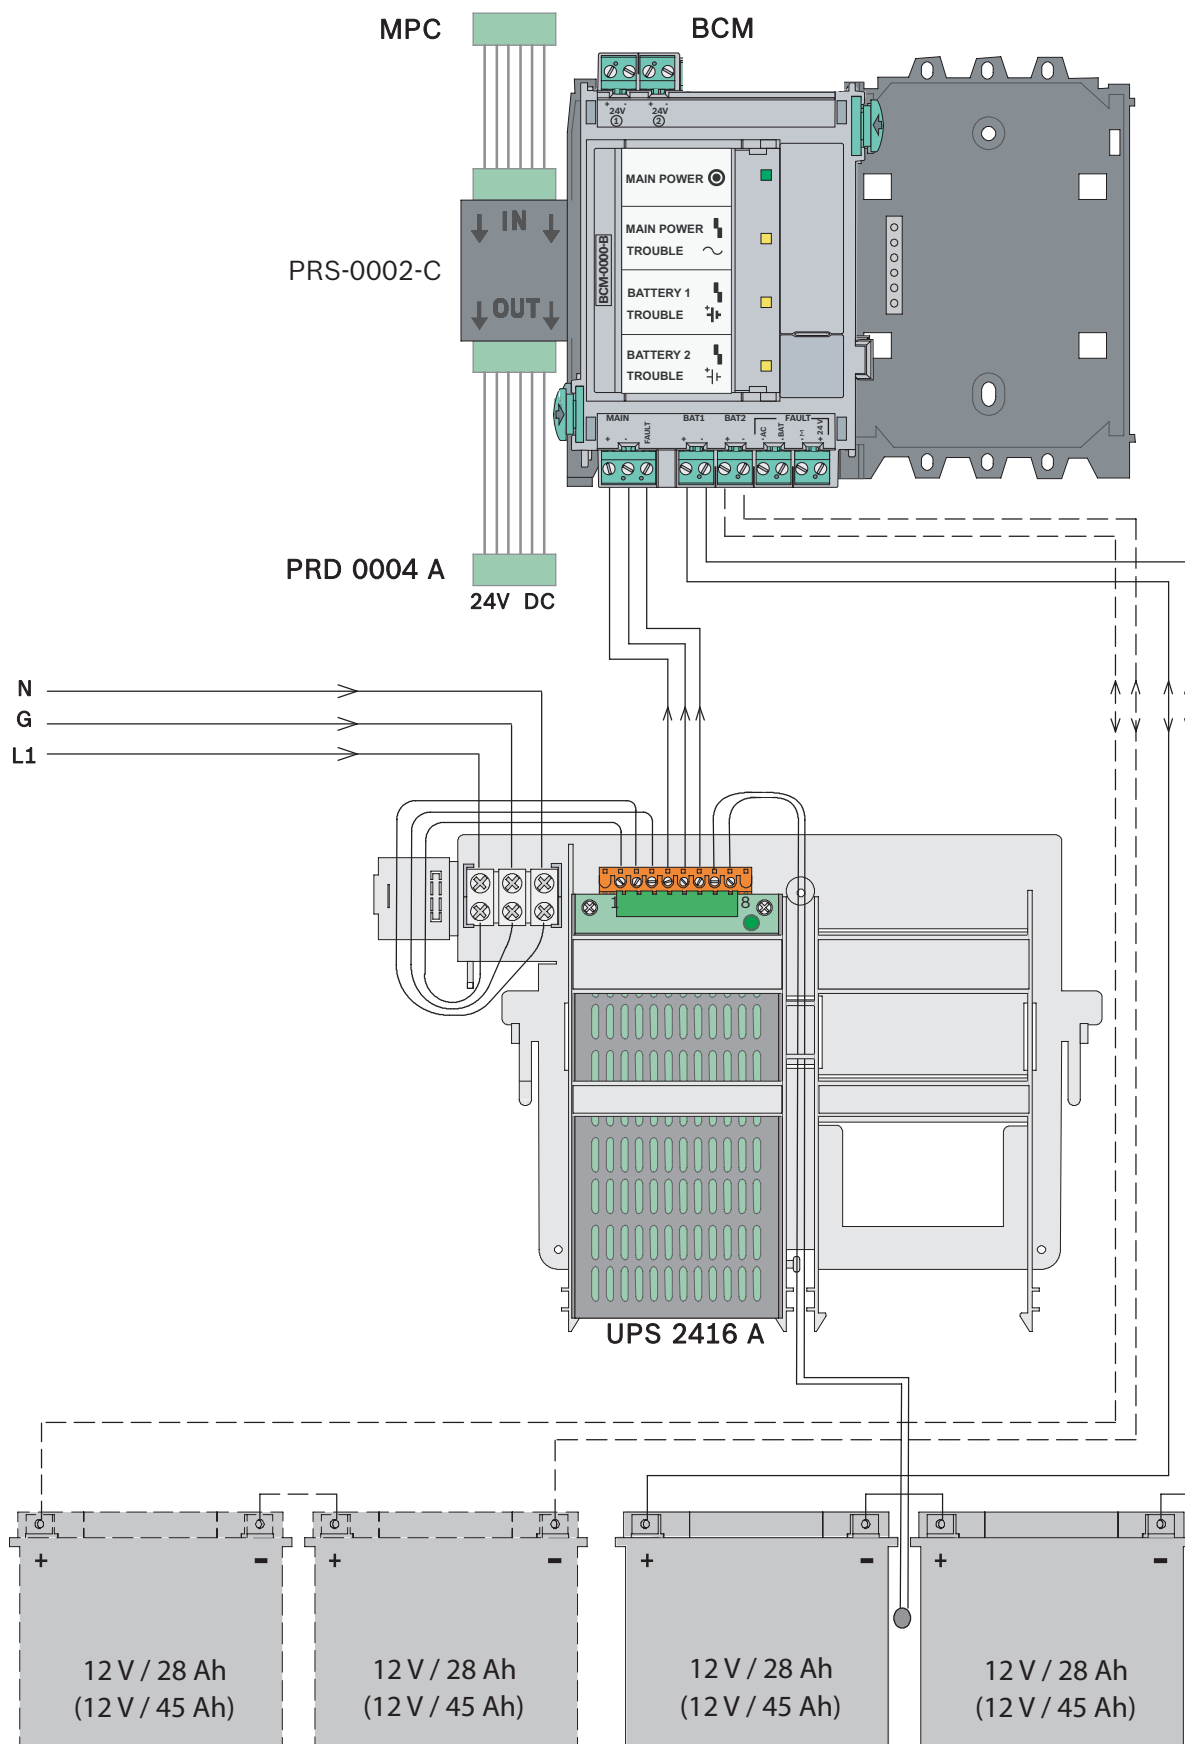 MPC
BCM
+ - + -
24V 24V
① ②
MAIN POWER
MAIN POWER
TROUBLE
BATTERY 1
TROUBLE
BATTERY 2
TROUBLE
BCM-0000-B
IN
OUT
PRS-0002-C
MAIN BAT1 BAT2 FAULT
+ - FAULT + - + - -AC -BAT +24V
PRD 0004 A
24V DC
N
G
L1
1 8
UPS 2416 A
+ - + - + - + -
12 V / 28 Ah
(12 V / 45 Ah)
12 V / 28 Ah
(12 V / 45 Ah)
12 V / 28 Ah
(12 V / 45 Ah)
12 V / 28 Ah
(12 V / 45 Ah)